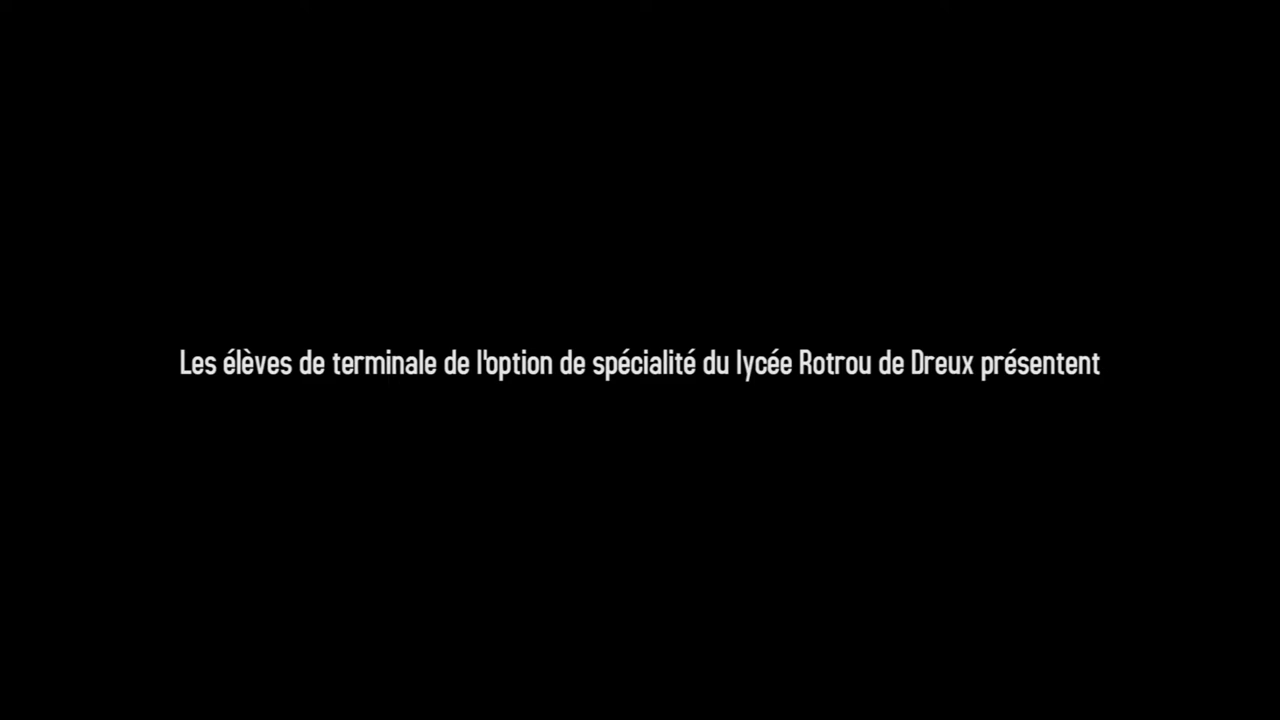 Les élèves de terminale de l'option de spécialité du lycée Rotrou de Dreux présentent